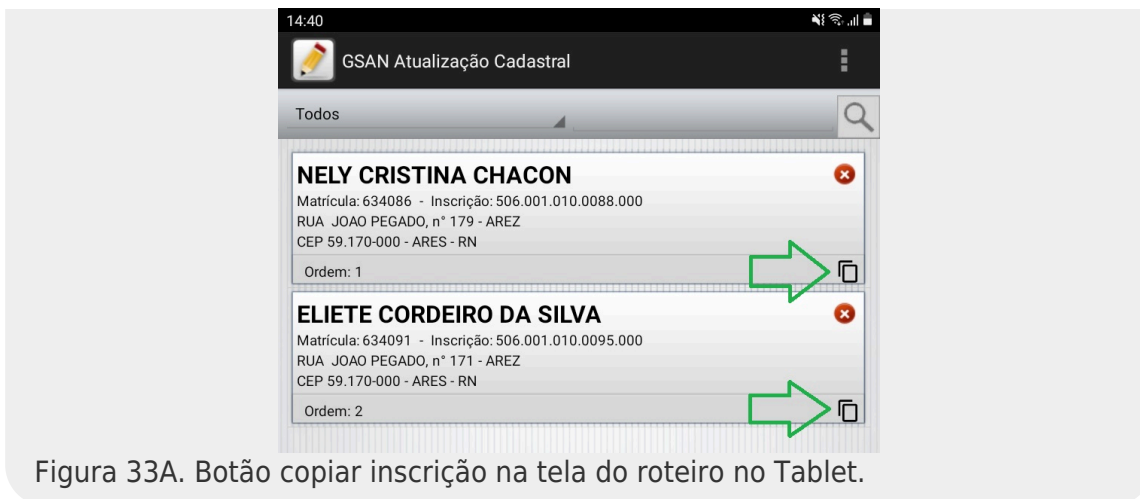 14:40
GSAN Atualização Cadastral
Todos
NELY CRISTINA CHACON
Matrícula: 634086 - Inscrição: 506.001.010.0088.000
RUA JOAO PEGADO, n° 179 - AREZ
CEP 59.170-000 - ARES - RN
Ordem: 1
ELIETE CORDEIRO DA SILVA
Matrícula: 634091 - Inscrição: 506.001.010.0095.000
RUA JOAO PEGADO, n° 171 - AREZ
CEP 59.170-000 - ARES - RN
Ordem: 2
Figura 33A. Botão copiar inscrição na tela do roteiro no Tablet.